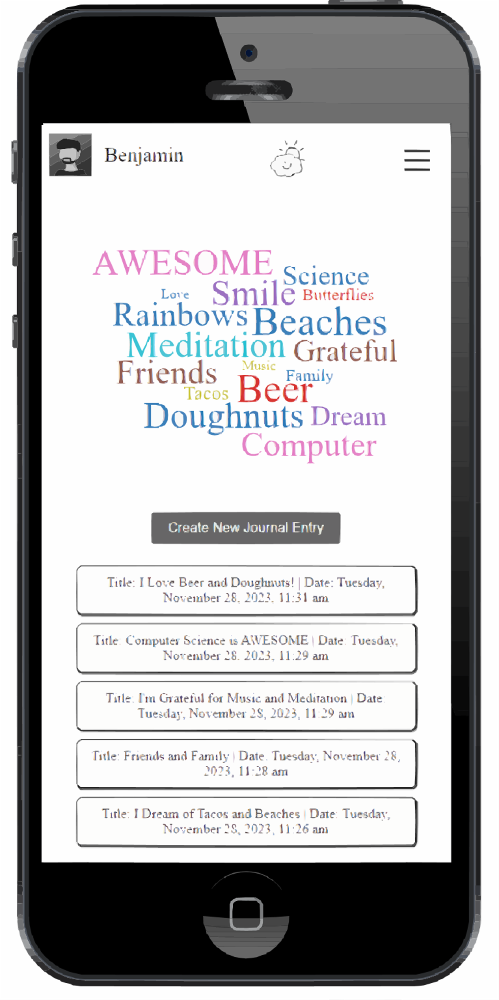 Benjamin
AWESOME
Science
Love Smile Butterflies
Rainbows Beaches
Meditation Grateful
Friends Music Family
Tacos Beer
Doughnuts Dream
Computer
Create New Journal Entry
Title: I Love Beer and Doughnuts! | Date: Tuesday,
November 28, 2023, 11:31 am
Title: Computer Science is AWESOME | Date: Tuesday,
November 28, 2023, 11:29 am
Title: I'm Grateful for Music and Meditation | Date:
Tuesday, November 28, 2023, 11:29 am
Title: Friends and Family | Date: Tuesday, November 28,
2023, 11:28 am
Title: I Dream of Tacos and Beaches | Date: Tuesday,
November 28, 2023, 11:26 am